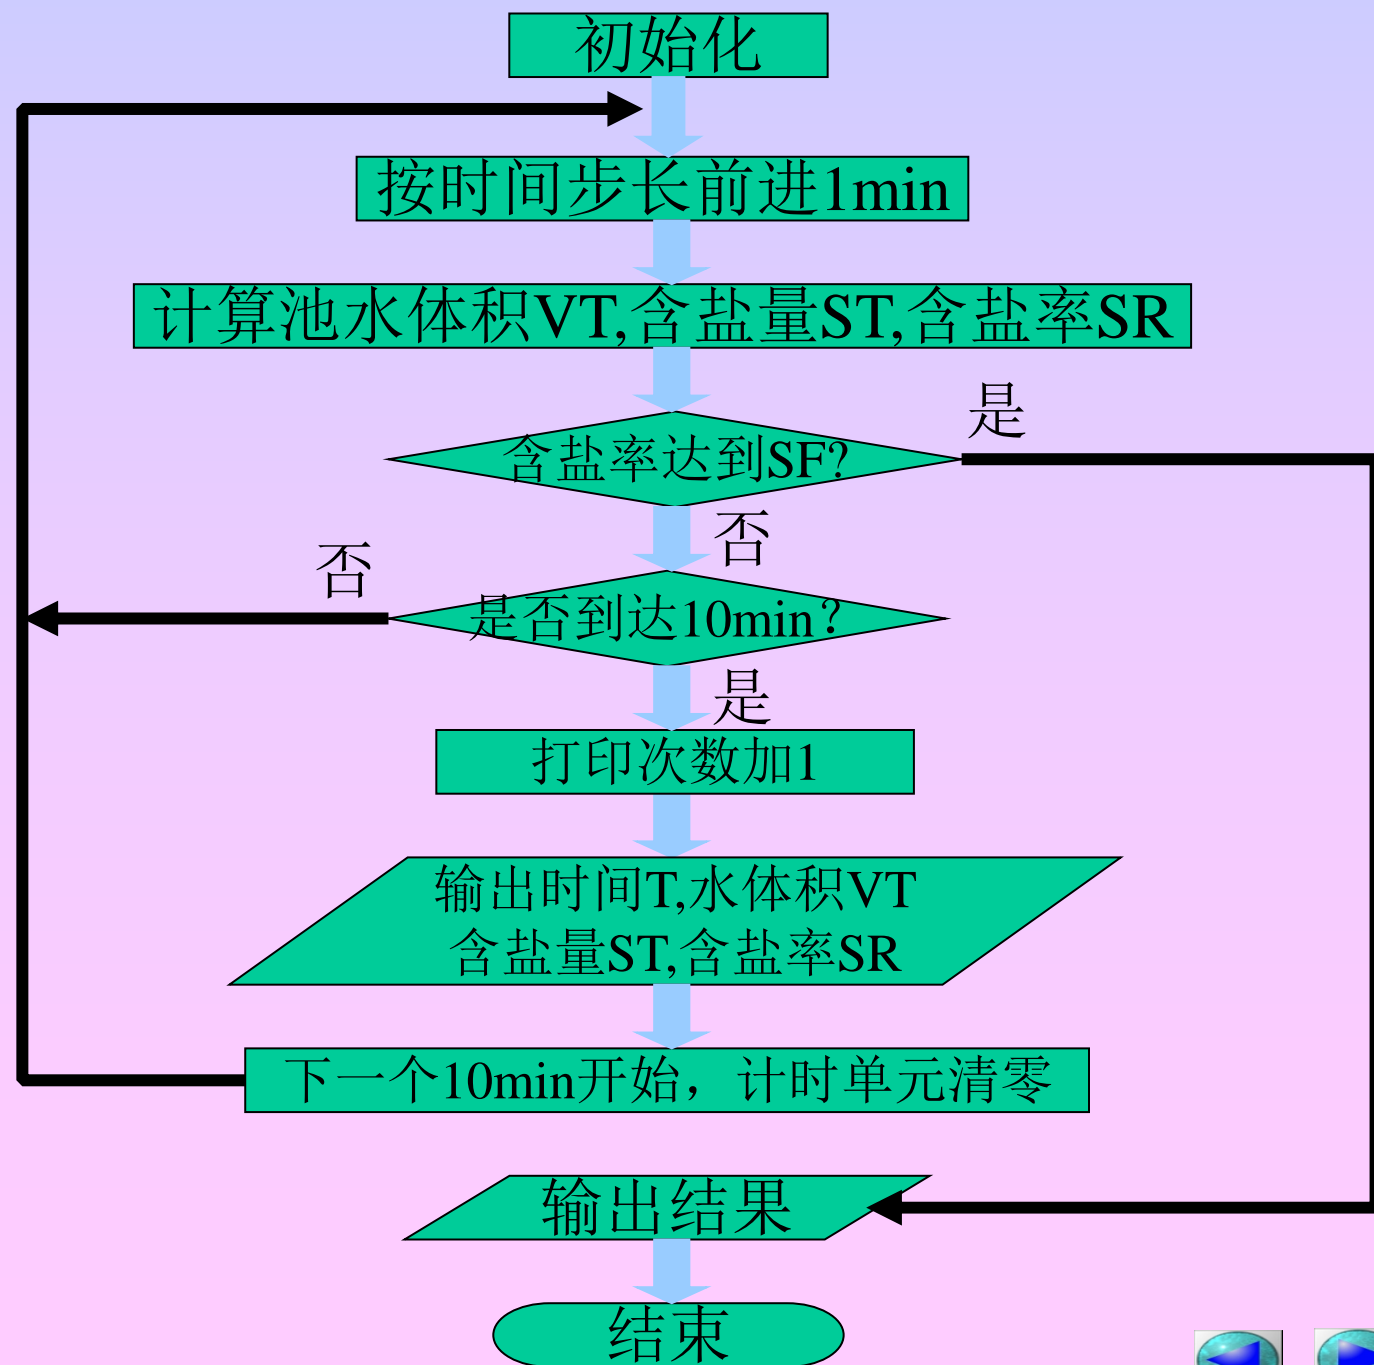 初始化
按时间步长前进1min
计算池水体积VT,含盐量ST,含盐率SR
是
含盐率达到SF?
否
否
是否到达10min？
是
打印次数加1
输出时间T,水体积VT
含盐量ST,含盐率SR
下一个10min开始，计时单元清零
输出结果
结束